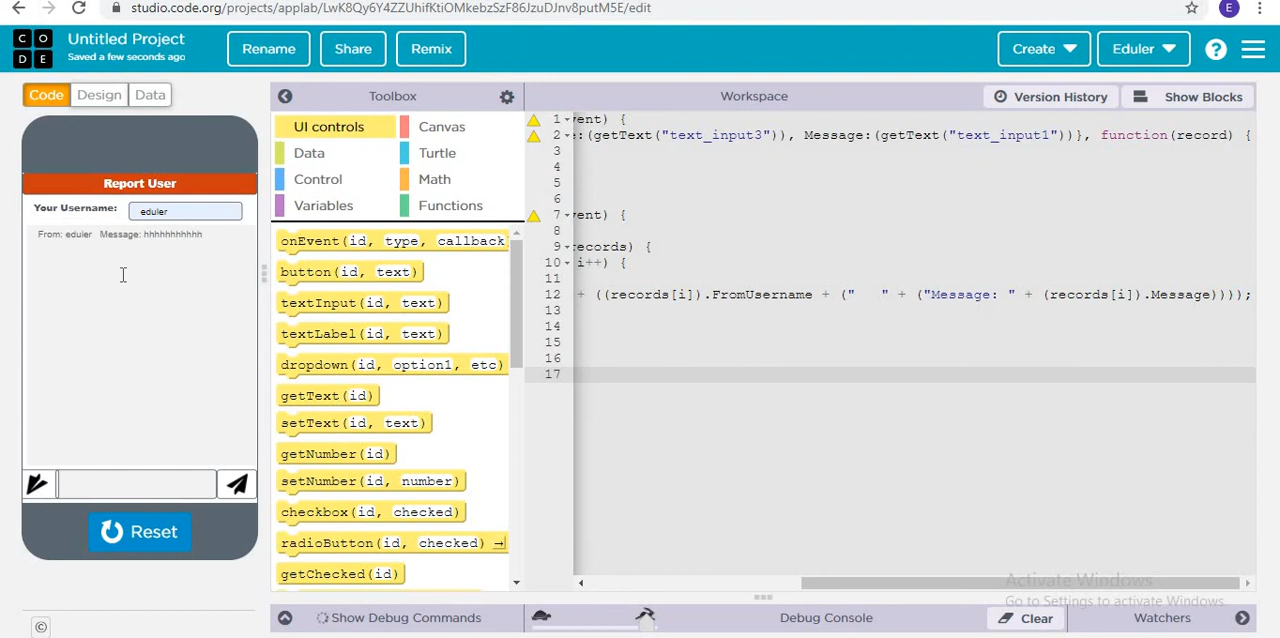 studio.code.org/projects/applab/LwK8Qy6Y4ZZUhifKtiOMkebzSzF86JzuDJnv8putM5E/edit
E
C O D E
Untitled Project
Saved a few seconds ago
Rename
Share
Remix
Create
Eduler
?
Code
Design
Data
Toolbox
Workspace
Version History
Show Blocks
Report User
Your Username:
eduler
From: eduler Message: hhhhhhhhhhh
Reset
UI controls
Canvas
Data
Turtle
Control
Math
Variables
Functions
onEvent(id, type, callback
button(id, text)
textInput(id, text)
textLabel(id, text)
dropdown(id, option1, etc)
getText(id)
setText(id, text)
getNumber(id)
setNumber(id, number)
checkbox(id, checked)
radioButton(id, checked)
getChecked(id)
1 vent) {
2 e:(getText("text_input3")), Message:(getText("text_input1"))}, function(record) {
3
4
5
6
7 vent) {
8
9 ecords) {
10 i++) {
11
12 + ((records[i]).FromUsername + ("   " + ("Message: " + (records[i]).Message))));
13
14
15
16
17
Activate Windows
Go to Settings to activate Windows.
©
Show Debug Commands
Debug Console
Clear
Watchers